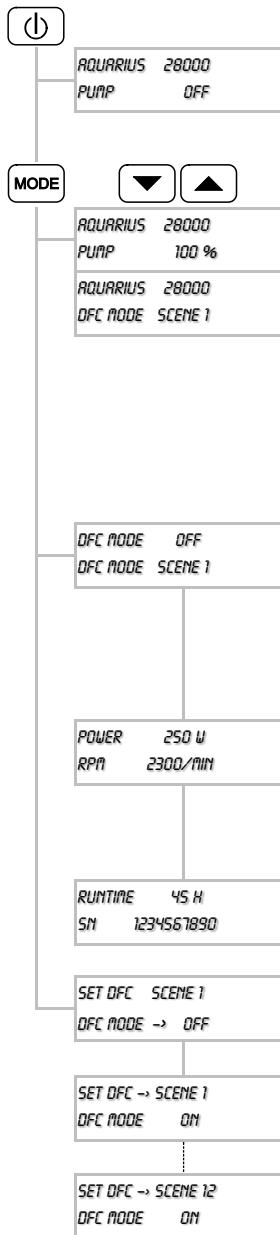 AQUARIUS 28000
PUMP OFF
MODE
AQUARIUS 28000
PUMP 100 %
AQUARIUS 28000
DFC MODE SCENE 1
DFC MODE OFF
DFC MODE SCENE 1
POWER 250 W
RPM 2300/MIN
RUNTIME 45 H
SN 1234567890
SET DFC SCENE 1
DFC MODE -> OFF
SET DFC -> SCENE 1
DFC MODE ON
SET DFC -> SCENE 12
DFC MODE ON